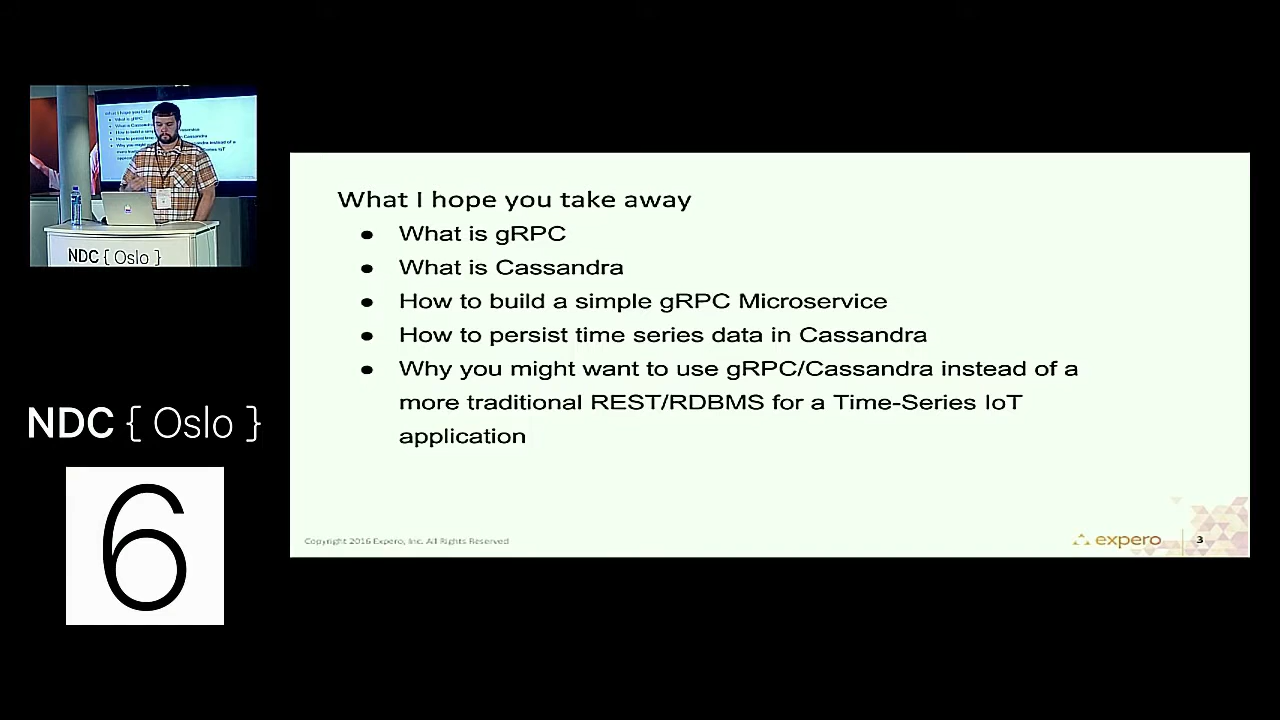 What I hope you take away
What is gRPC
What is Cassandra
How to build a simple gRPC Microservice
How to persist time series data in Cassandra
Why you might want to use gRPC/Cassandra instead of a
more traditional REST/RDBMS for a Time-Series IoT
application
Copyright 2016 Expero, Inc. All Rights Reserved
expero
3
NDC { Oslo }
NDC { Oslo }
6